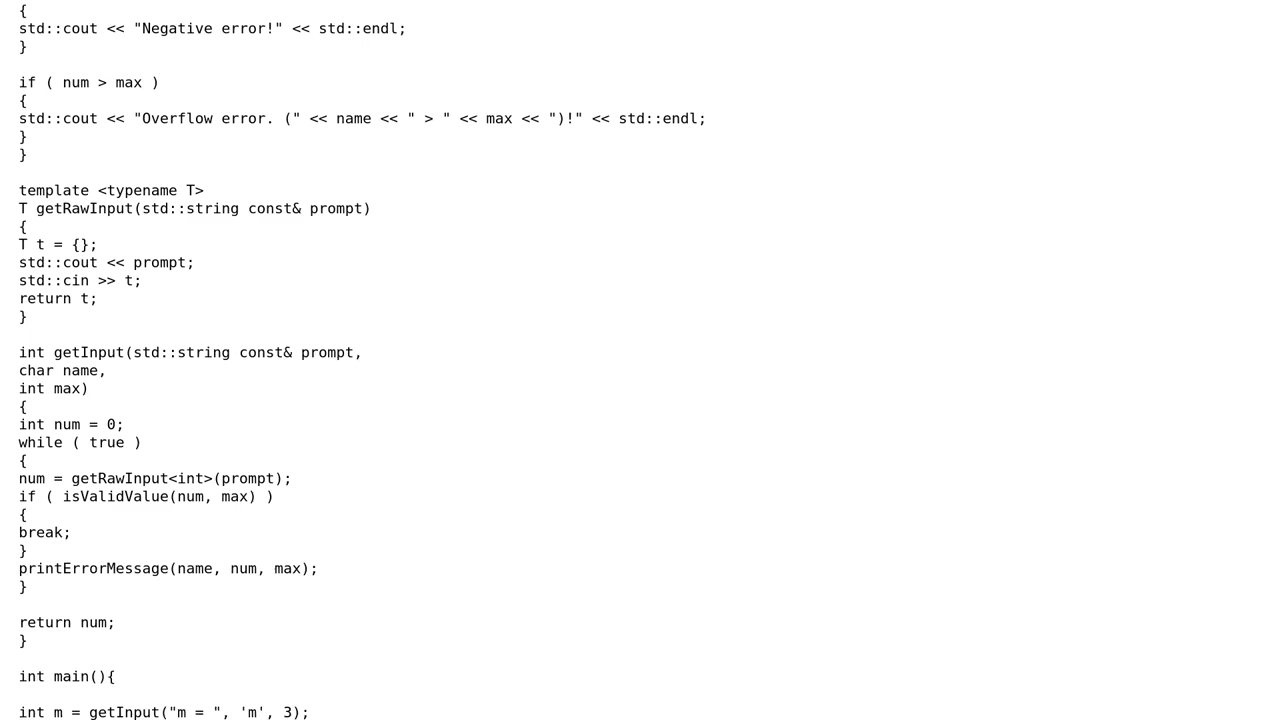 {
std::cout << "Negative error!" << std::endl;
}

if ( num > max )
{
std::cout << "Overflow error. (" << name << " > " << max << ")!" << std::endl;
}
}

template <typename T>
T getRawInput(std::string const& prompt)
{
T t = {};
std::cout << prompt;
std::cin >> t;
return t;
}

int getInput(std::string const& prompt,
char name,
int max)
{
int num = 0;
while ( true )
{
num = getRawInput<int>(prompt);
if ( isValidValue(num, max) )
{
break;
}
printErrorMessage(name, num, max);
}

return num;
}

int main(){

int m = getInput("m = ", 'm', 3);